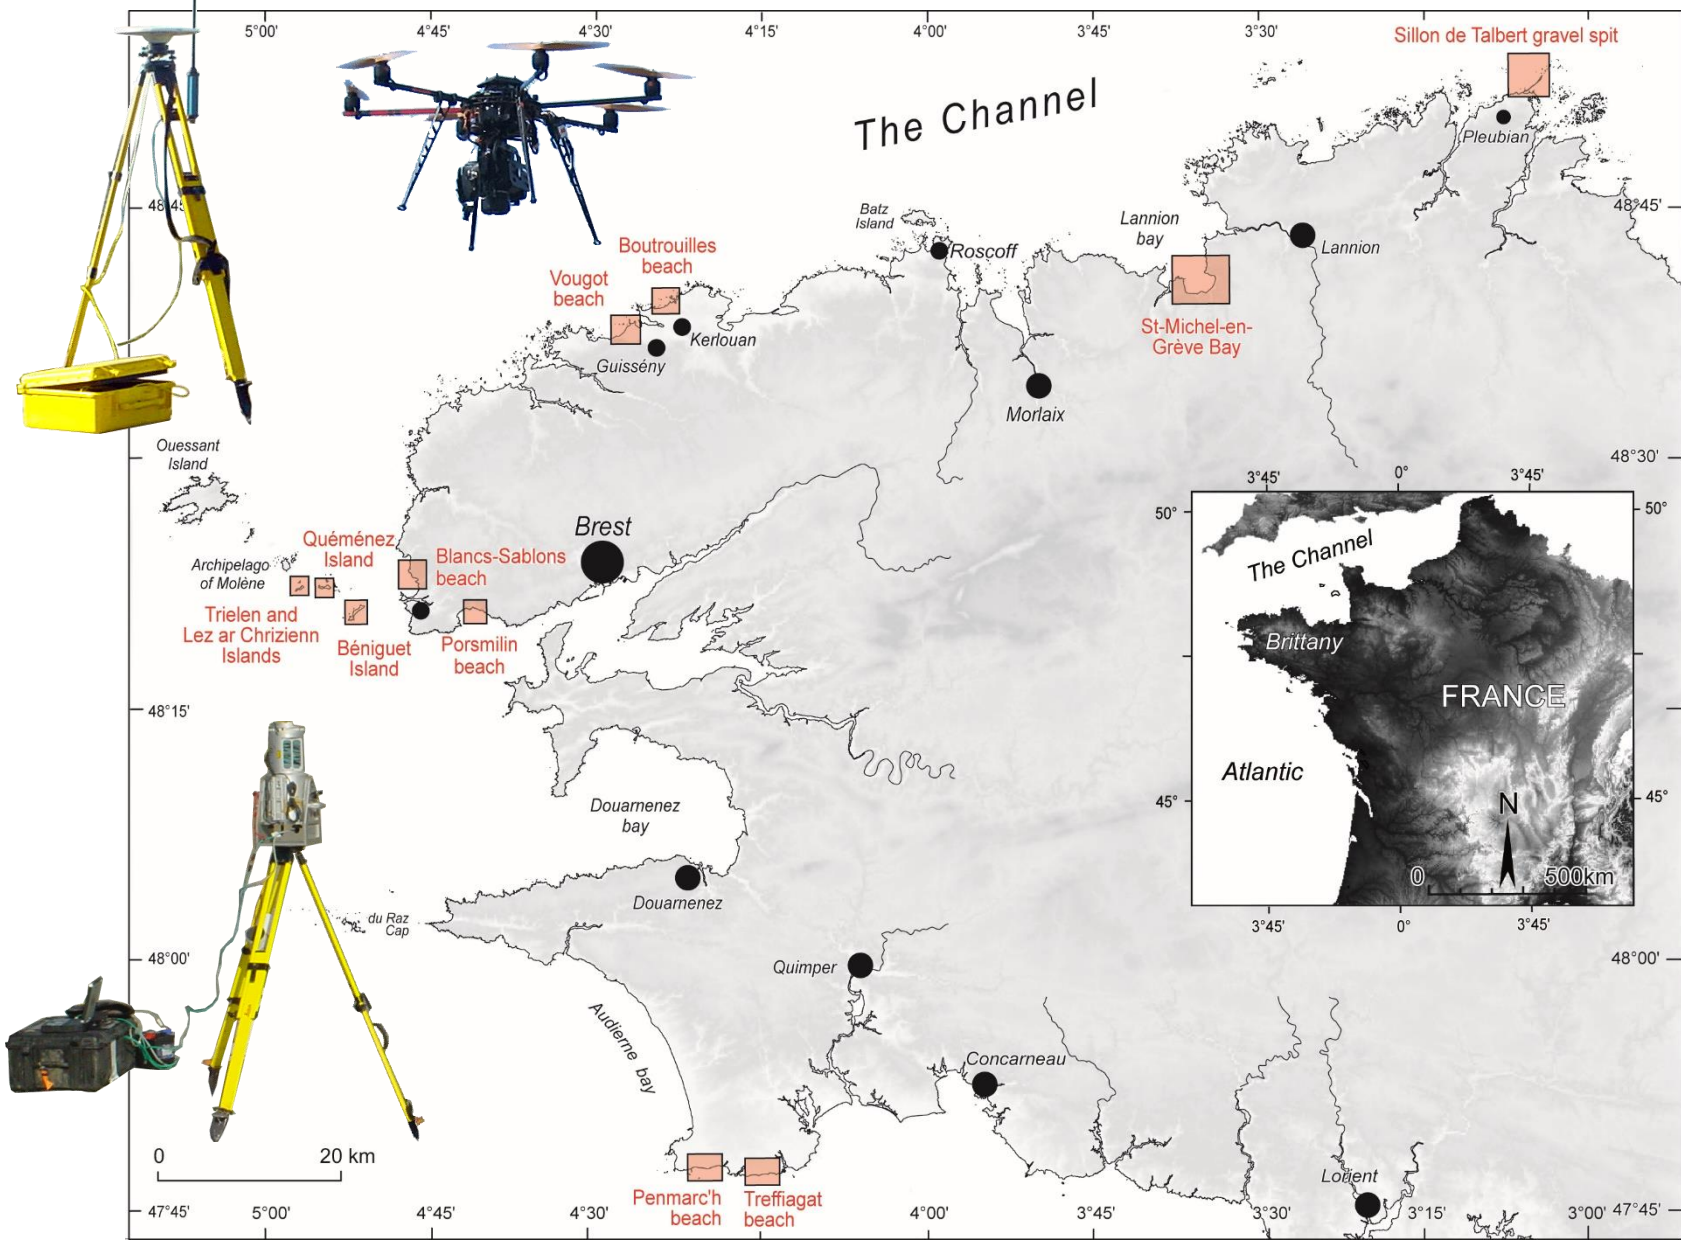 5°00'
4°45'
4°30'
4°00'
3°45'
3°30'
Sillon de Talbert gravel spit
The Channel
Pleubian
48°45'
48°45'
Batz
Island
Lannion
bay
Roscoff
Lannion
Boutrouilles
beach
Vougot
beach
Kerlouan
Guissény
St-Michel-en-
Grève Bay
Morlaix
Ouessant
Island
48°30'
3°45'
0°
3°45'
50°
50°
The Channel
Brittany
FRANCE
Atlantic
N
45°
45°
0
500km
3°45'
0°
3°45'
Brest
Quéménez
Island
Blancs-Sablons
beach
Archipelago
of Molène
Trielen and
Lez ar Chrizienn
Islands
Béniguet
Island
Porsmilin
beach
48°15'
Douarnenez
bay
Douarnenez
du Raz
Cap
48°00'
Quimper
48°00'
Audierne bay
Concarneau
0
20 km
Penmarc'h
beach
Treffiagat
beach
Lorient
47°45'
5°00'
4°45'
4°30'
4°15'
4°00'
3°45'
3°30'
3°15'
3°00'
47°45'